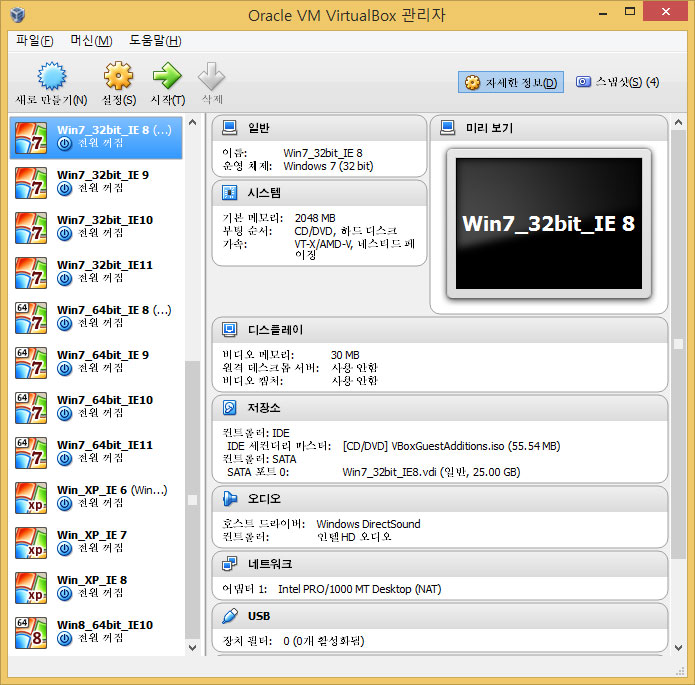 Oracle VM VirtualBox 관리자
파일(F) 머신(M) 도움말(H)
새로 만들기(N) 설정(S) 시작(T) 삭제
자세한 정보(D) 스냅샷(S) (4)
Win7_32bit_IE 8 (...)
전원 꺼짐
Win7_32bit_IE 9
전원 꺼짐
Win7_32bit_IE10
전원 꺼짐
Win7_32bit_IE11
전원 꺼짐
64
Win7_64bit_IE 8 (...)
전원 꺼짐
64
Win7_64bit_IE 9
전원 꺼짐
64
Win7_64bit_IE10
전원 꺼짐
64
Win7_64bit_IE11
전원 꺼짐
xp
Win_XP_IE 6 (Win...)
전원 꺼짐
xp
Win_XP_IE 7
전원 꺼짐
xp
Win_XP_IE 8
전원 꺼짐
64
8
Win8_64bit_IE10
전원 꺼짐
일반
이름: Win7_32bit_IE 8
운영 체제: Windows 7 (32 bit)
시스템
기본 메모리: 2048 MB
부팅 순서: CD/DVD, 하드 디스크
가속: VT-X/AMD-V, 네스티드 페
이징
미리 보기
Win7_32bit_IE 8
디스플레이
비디오 메모리: 30 MB
원격 데스크톱 서버: 사용 안함
비디오 캡처: 사용 안함
저장소
컨트롤러: IDE
IDE 세컨더리 마스터: [CD/DVD] VBoxGuestAdditions.iso (55.54 MB)
컨트롤러: SATA
SATA 포트 0: Win7_32bit_IE8.vdi (일반, 25.00 GB)
오디오
호스트 드라이버: Windows DirectSound
컨트롤러: 인텔 HD 오디오
네트워크
어댑터 1: Intel PRO/1000 MT Desktop (NAT)
USB
장치 필터: 0 (0개 활성화됨)